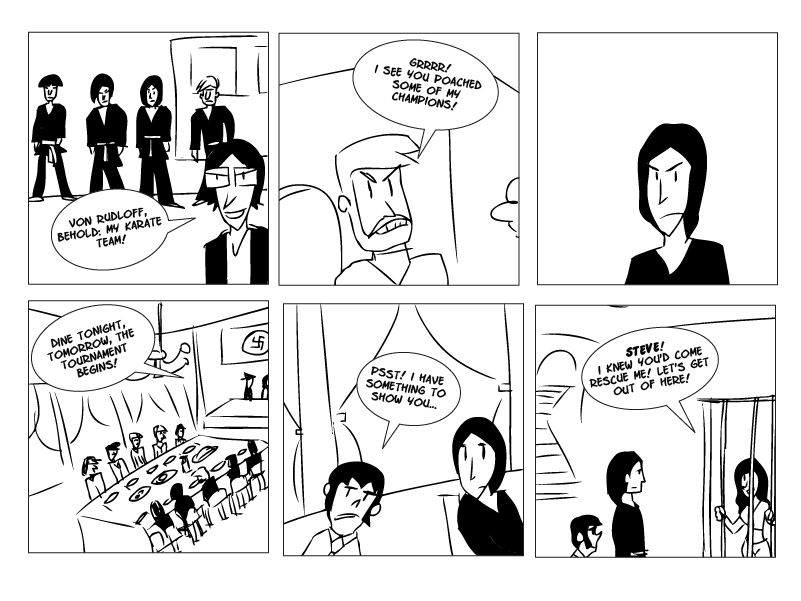 VON RUDLOFF,
BEHOLD: MY KARATE
TEAM!
GRRRR!
I SEE YOU POACHED
SOME OF MY
CHAMPIONS!
DINE TONIGHT,
TOMORROW, THE
TOURNAMENT
BEGINS!
PSST! I HAVE
SOMETHING TO
SHOW YOU...
STEVE!
I KNEW YOU'D COME
RESCUE ME! LET'S GET
OUT OF HERE!